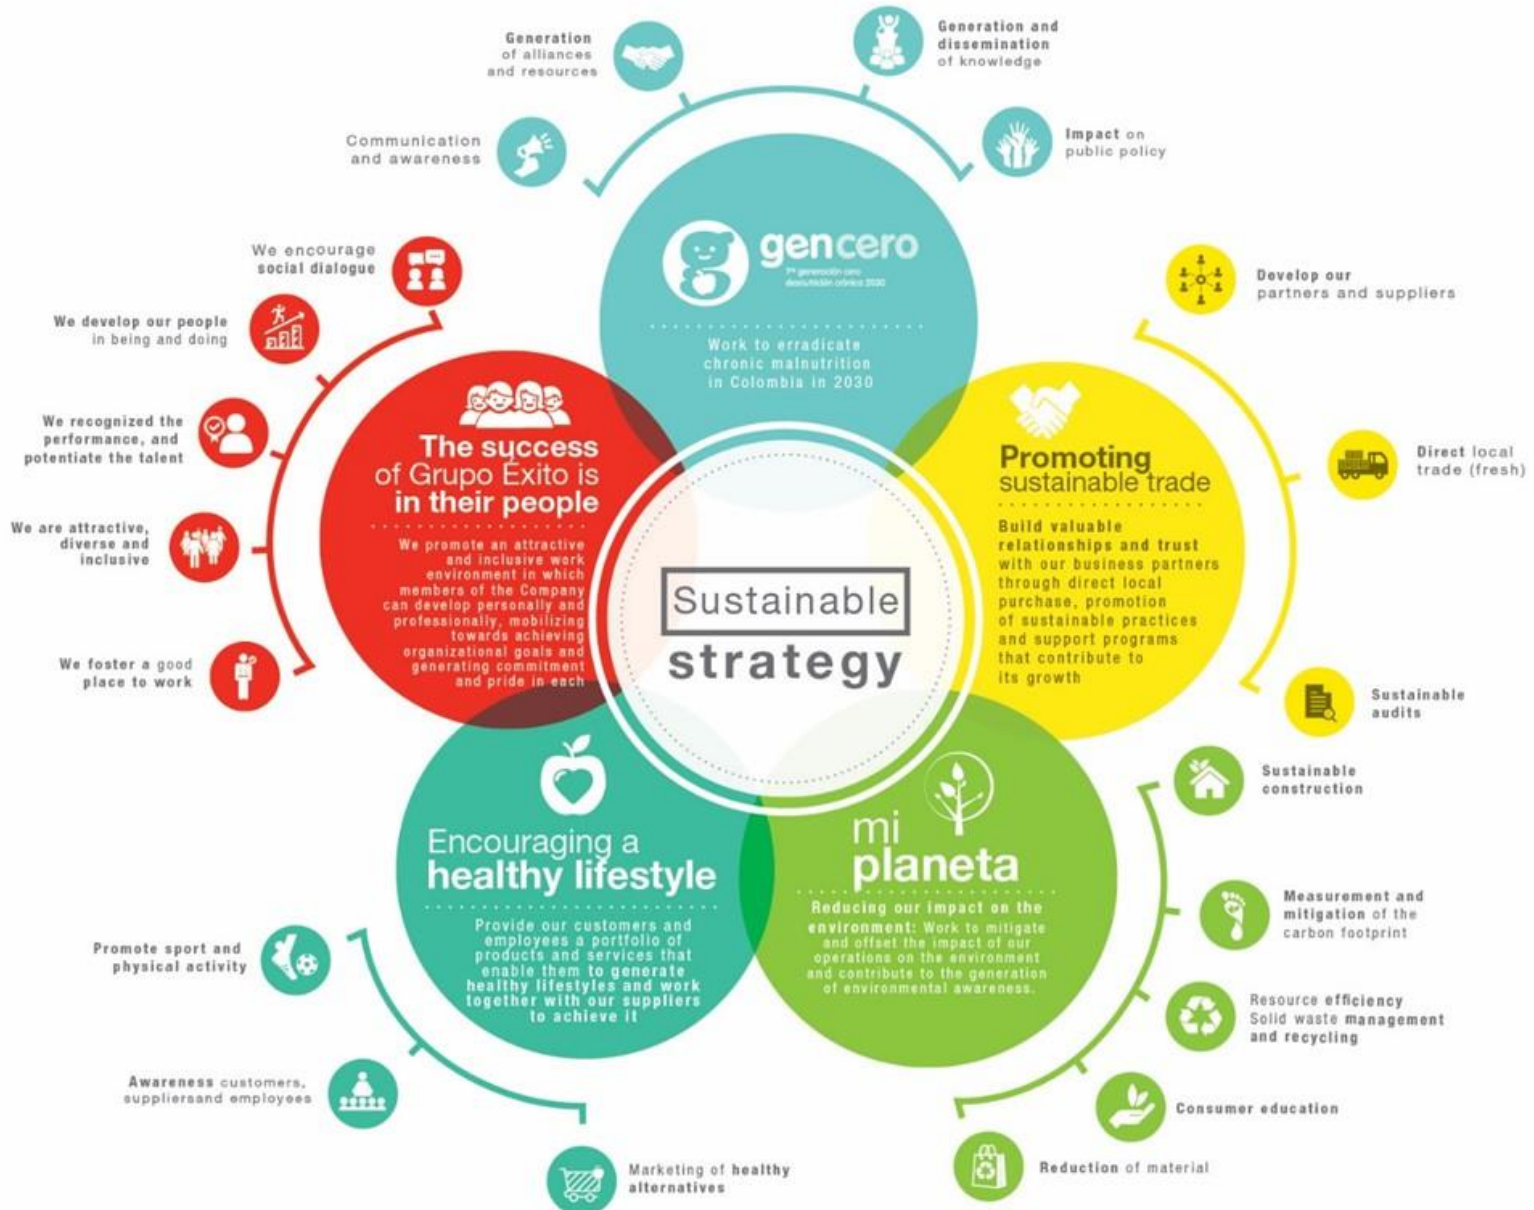 Generation
of alliances
and resources
Generation and
dissemination
of knowledge
Communication
and awareness
Impact on
public policy
gencero
1ra generación cero
desnutrición crónica 2030
Work to erradicate
chronic malnutrition
in Colombia in 2030
We encourage
social dialogue
We develop our people
in being and doing
We recognized the
performance, and
potentiate the talent
We are attractive,
diverse and
inclusive
We foster a good
place to work
The success
of Grupo Éxito is
in their people
We promote an attractive
and inclusive work
environment in which
members of the Company
can develop personally and
professionally, mobilizing
towards achieving
organizational goals and
generating commitment
and pride in each
Sustainable
strategy
Promoting
sustainable trade
Build valuable
relationships and trust
with our business partners
through direct local
purchase, promotion
of sustainable practices
and support programs
that contribute to
its growth
Develop our
partners and suppliers
Direct local
trade (fresh)
Sustainable
audits
Encouraging a
healthy lifestyle
Provide our customers and
employees a portfolio of
products and services that
enable them to generate
healthy lifestyles and work
together with our suppliers
to achieve it
Promote sport and
physical activity
Awareness customers,
suppliersand employees
Marketing of healthy
alternatives
mi
planeta
Reducing our impact on the
environment: Work to mitigate
and offset the impact of our
operations on the environment
and contribute to the generation
of environmental awareness.
Sustainable
construction
Measurement and
mitigation of the
carbon footprint
Resource efficiency
Solid waste management
and recycling
Consumer education
Reduction of material